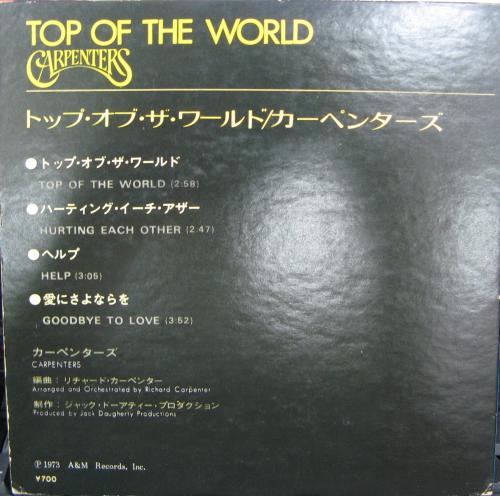 TOP OF THE WORLD
CARPENTERS
トップ・オブ・ザ・ワールド/カーペンターズ
●トップ・オブ・ザ・ワールド
TOP OF THE WORLD (2:58)
●ハーティング・イーチ・アザー
HURTING EACH OTHER (2:47)
●ヘルプ
HELP (3:05)
●愛にさよならを
GOODBYE TO LOVE (3:52)
カーペンターズ
CARPENTERS
編曲：リチャード・カーペンター
Arranged and Orchestrated by Richard Carpenter
制作：ジャック・ドーアティー・プロダクション
Produced by Jack Daugherty Productions
Ⓟ1973 A&M Records, Inc.
¥700